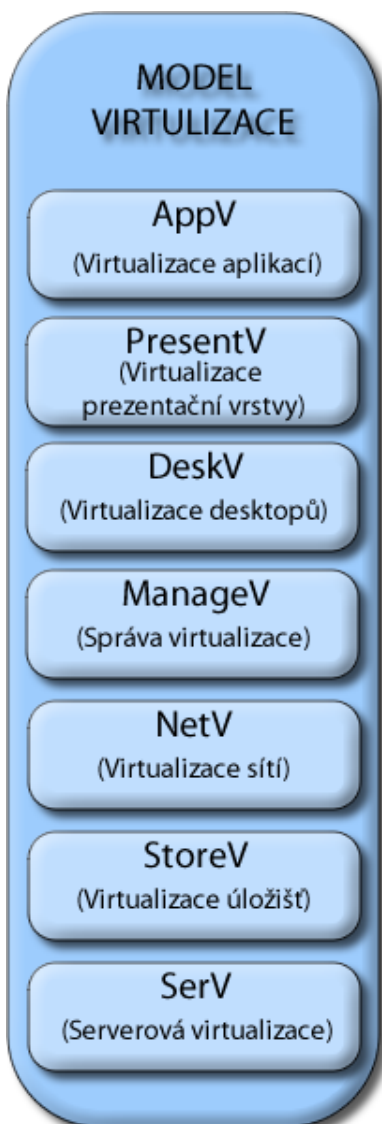 MODEL
VIRTULIZACE
AppV
(Virtualizace aplikací)
PresentV
(Virtualizace
prezentační vrstvy)
DeskV
(Virtualizace desktopů)
ManageV
(Správa virtualizace)
NetV
(Virtualizace sítí)
StoreV
(Virtualizace úložišť)
SerV
(Serverová virtualizace)